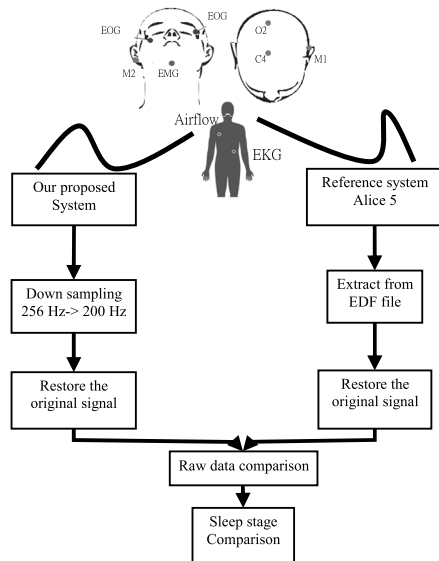 EOG
EOG
O2
C4
M1
M2
EMG
Airflow
EKG
Our proposed
System
Reference system
Alice 5
Down sampling
256 Hz-> 200 Hz
Extract from
EDF file
Restore the
original signal
Restore the
original signal
Raw data comparison
Sleep stage
Comparison